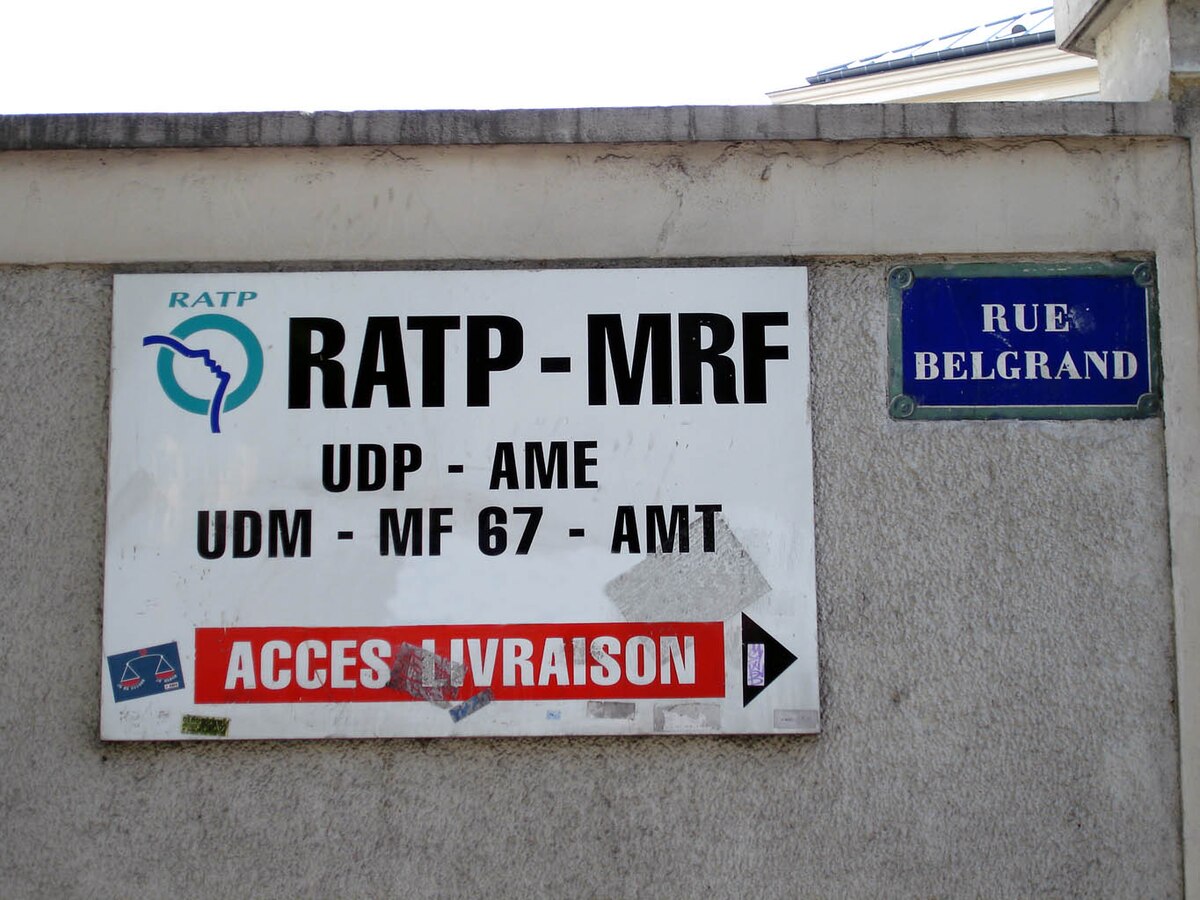 RATP
RATP - MRF
UDP - AME
UDM - MF 67 - AMT
ACCES LIVRAISON
RUE
BELGRAND